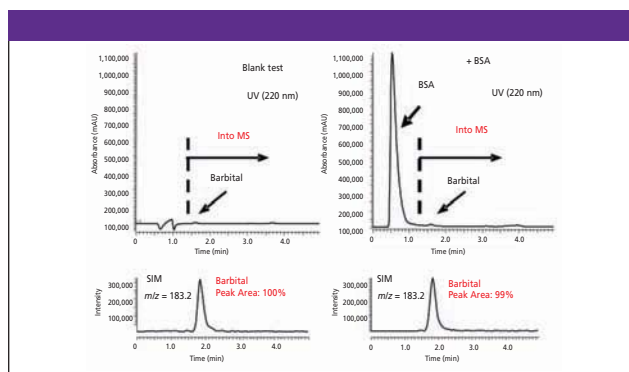 1,100,000
1,000,000
900,000
800,000
700,000
600,000
500,000
400,000
300,000
200,000
100,000
Absorbance (mAU)
Blank test
UV (220 nm)
Into MS
Barbital
0
1.0
2.0
3.0
4.0
Time (min)
1,100,000
1,000,000
900,000
800,000
700,000
600,000
500,000
400,000
300,000
200,000
100,000
Absorbance (mAU)
+ BSA
BSA
UV (220 nm)
Into MS
Barbital
0
1.0
2.0
3.0
4.0
Time (min)
Intensity
300,000
200,000
100,000
SIM
m/z = 183.2
Barbital
Peak Area: 100%
0
1.0
2.0
3.0
4.0
Time (min)
Intensity
300,000
200,000
100,000
SIM
m/z = 183.2
Barbital
Peak Area: 99%
0
1.0
2.0
3.0
4.0
Time (min)